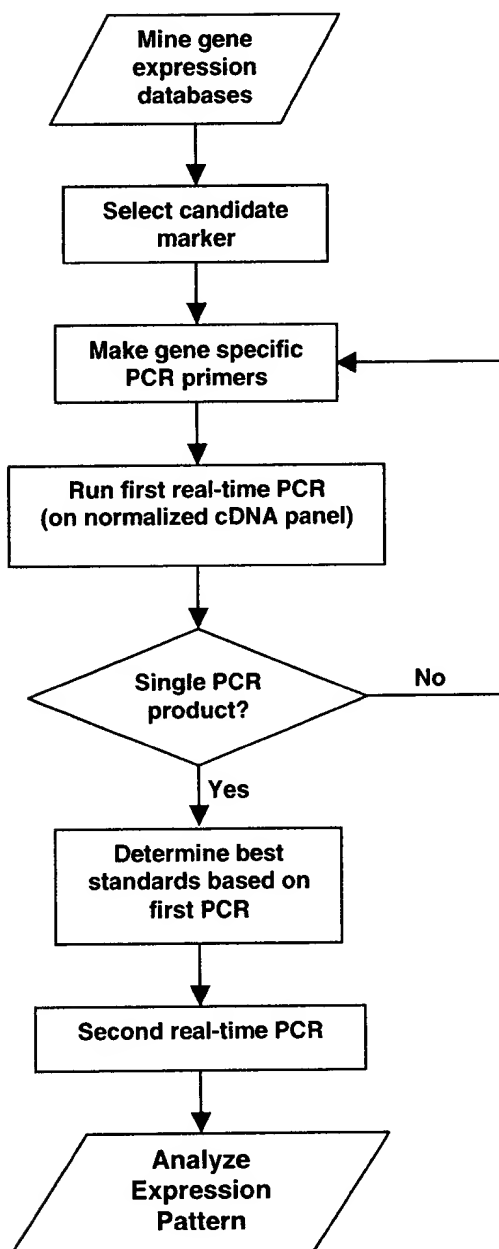 Mine gene
expression
databases
Select candidate
marker
Make gene specific
PCR primers
Run first real-time PCR
(on normalized cDNA panel)
Single PCR
product?
No
Yes
Determine best
standards based on
first PCR
Second real-time PCR
Analyze
Expression
Pattern